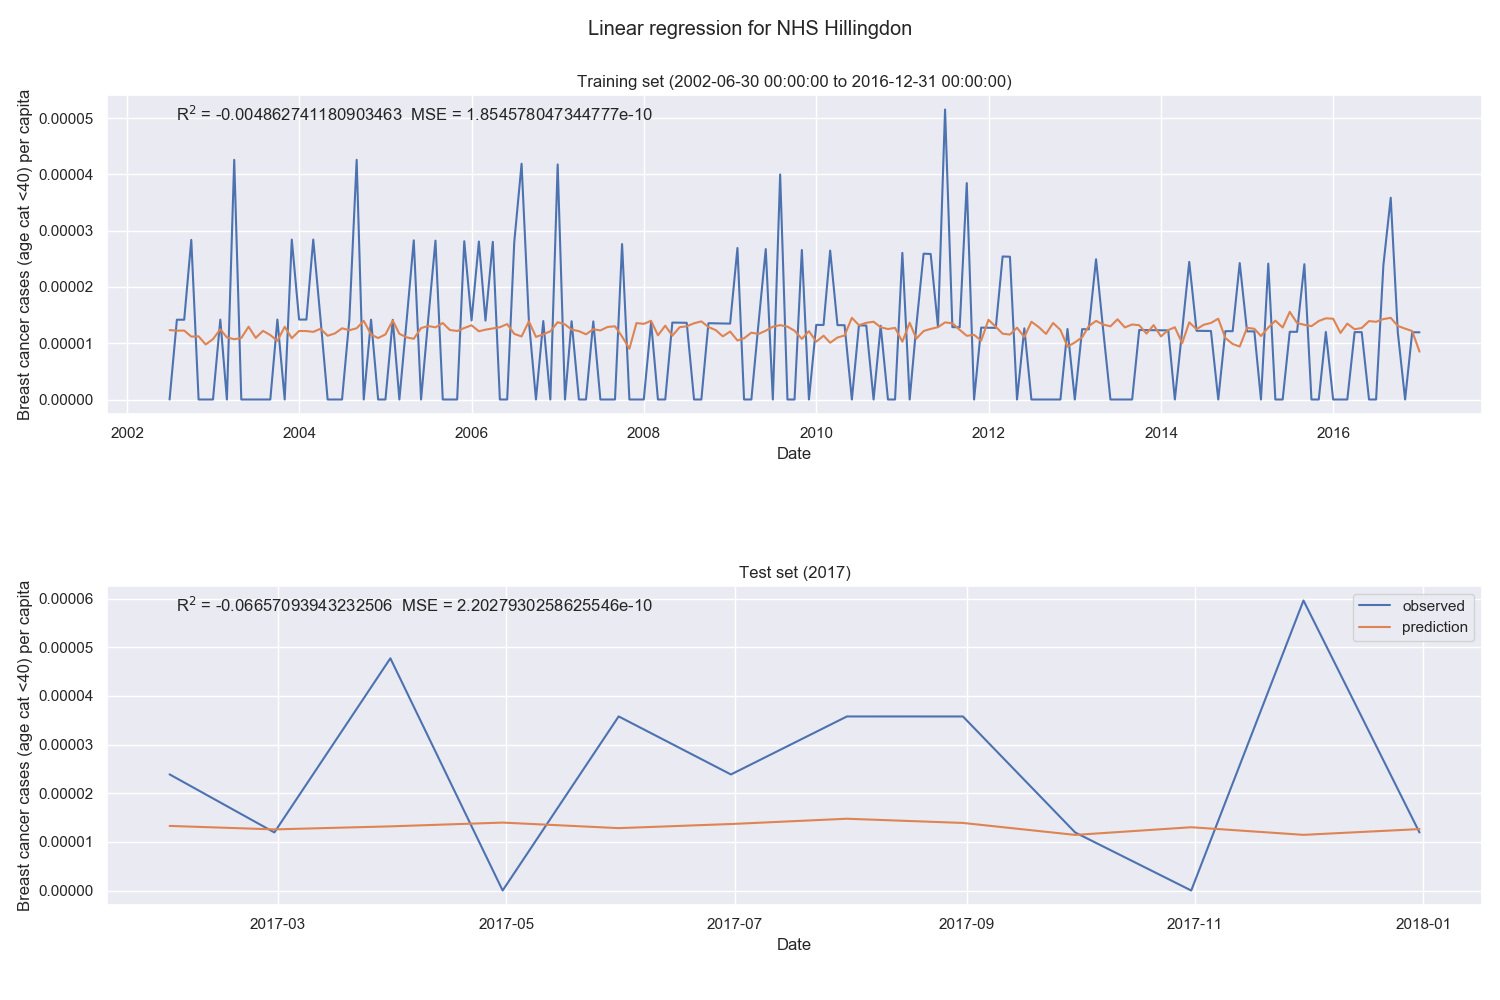 Linear regression for NHS Hillingdon
Training set (2002-06-30 00:00:00 to 2016-12-31 00:00:00)
R² = -0.004862741180903463 MSE = 1.854578047344777e-10
Breast cancer cases (age cat <40) per capita
0.00005
0.00004
0.00003
0.00002
0.00001
0.00000
2002 2004 2006 2008 2010 2012 2014 2016
Date
Test set (2017)
R² = -0.06657093943232506 MSE = 2.2027930258625546e-10
observed
prediction
Breast cancer cases (age cat <40) per capita
0.00006
0.00005
0.00004
0.00003
0.00002
0.00001
0.00000
2017-03 2017-05 2017-07 2017-09 2017-11 2018-01
Date